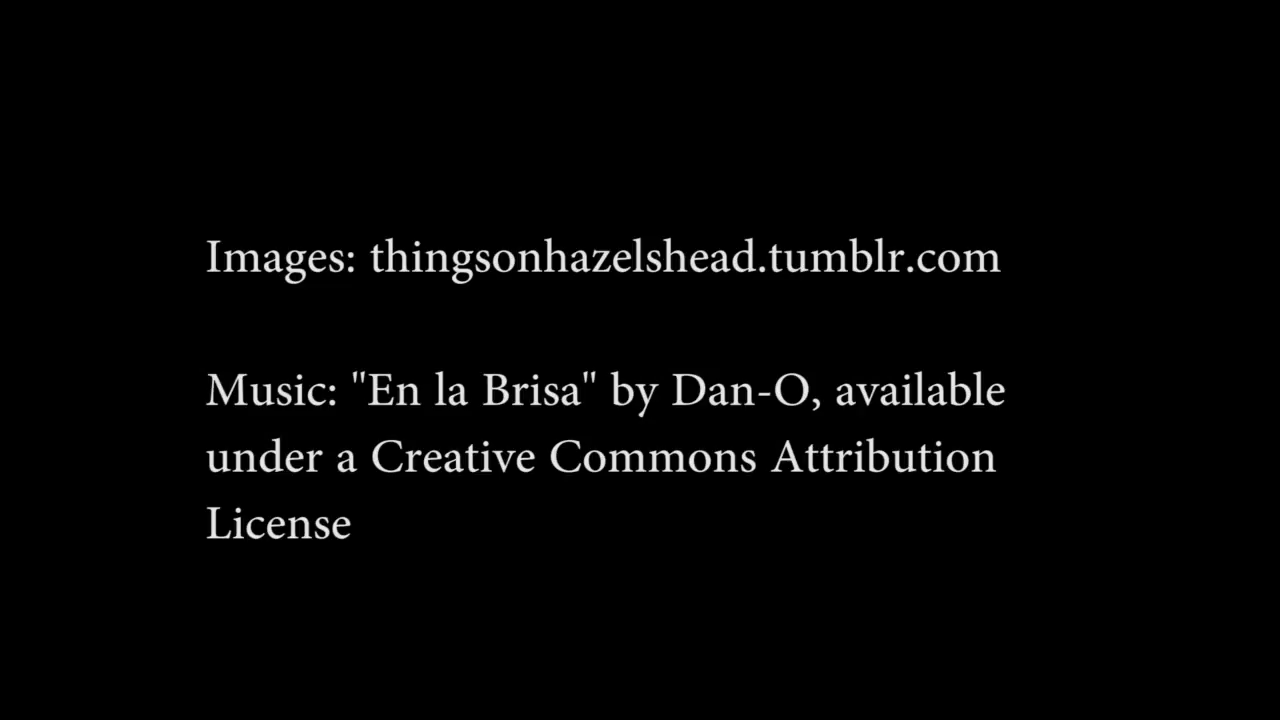 Images: thingsonhazelshead.tumblr.com
Music: "En la Brisa" by Dan-O, available
under a Creative Commons Attribution
License